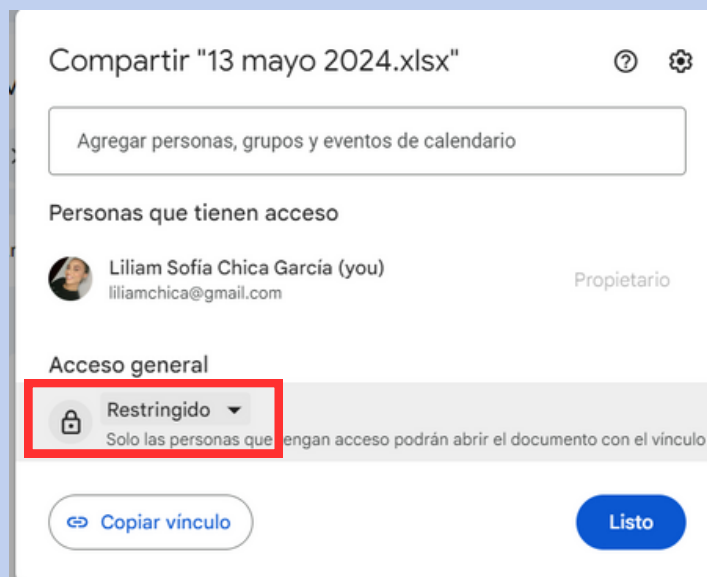 Compartir "13 mayo 2024.xlsx"
Agregar personas, grupos y eventos de calendario
Personas que tienen acceso
Liliam Sofía Chica García (you)
liliamchica@gmail.com
Propietario
Acceso general
Restringido
Solo las personas que tengan acceso podrán abrir el documento con el vínculo
Copiar vínculo
Listo